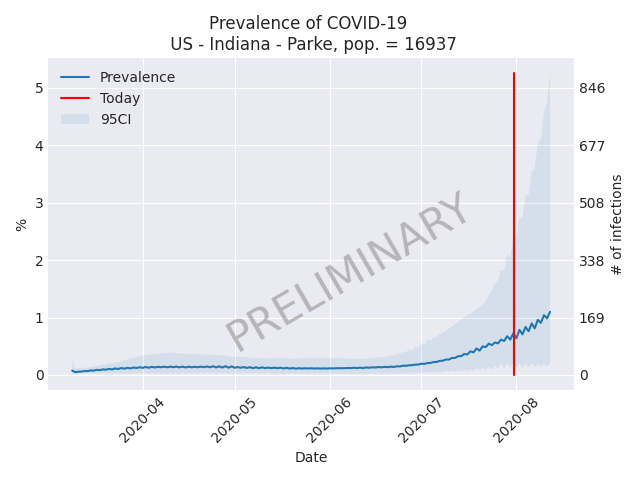 Prevalence of COVID-19
US - Indiana - Parke, pop. = 16937
Prevalence
Today
95CI
5
4
3
2
1
0
%
846
677
508
338
169
0
# of infections
PRELIMINARY
2020-04
2020-05
2020-06
2020-07
2020-08
Date